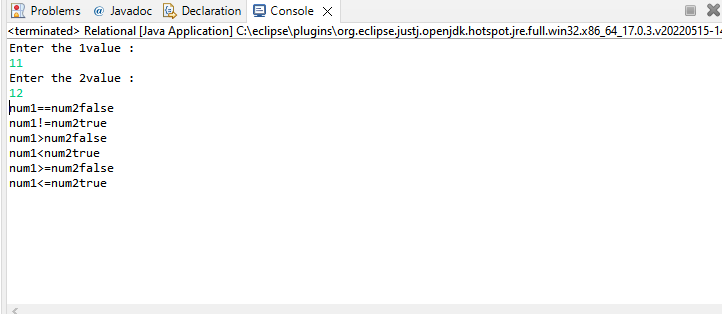 Problems @ Javadoc Declaration Console
<terminated> Relational [Java Application] C:\eclipse\plugins\org.eclipse.justj.openjdk.hotspot.jre.full.win32.x86_64_17.0.3.v20220515-14
Enter the 1value :
11
Enter the 2value :
12
num1==num2false
num1!=num2true
num1>num2false
num1<num2true
num1>=num2false
num1<=num2true